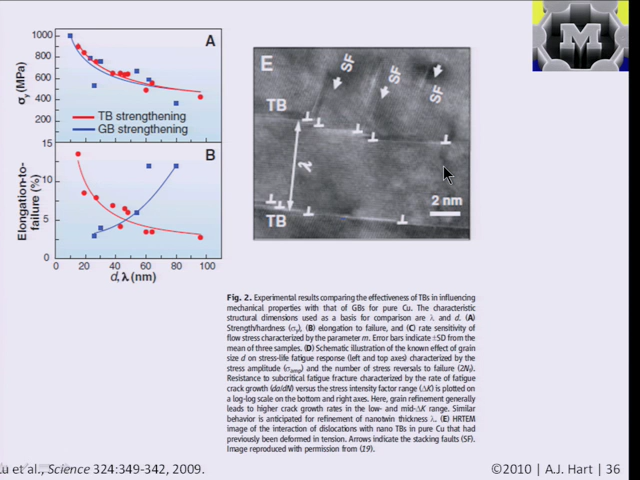 1000
A
800
σy (MPa)
600
400
TB strengthening
200
GB strengthening
15
B
Elongation-to-
failure (%)
10
5
0
0 20 40 60 80 100
d, λ (nm)
E
SF
SF
SF
TB
λ
2 nm
TB
M
Fig. 2. Experimental results comparing the effectiveness of TBs in influencing
mechanical properties with that of GBs for pure Cu. The characteristic
structural dimensions used as a basis for comparison are λ and d. (A)
Strength/hardness (σy), (B) elongation to failure, and (C) rate sensitivity of
flow stress characterized by the parameter m. Error bars indicate ±SD from the
mean of three samples. (D) Schematic illustration of the known effect of grain
size d on stress-life fatigue response (left and top axes) characterized by the
stress amplitude (σamp) and the number of stress reversals to failure (2Nf).
Resistance to subcritical fatigue fracture characterized by the rate of fatigue
crack growth (da/dN) versus the stress intensity factor range (ΔK) is plotted on
a log-log scale on the bottom and right axes. Here, grain refinement generally
leads to higher crack growth rates in the low- and mid-ΔK range. Similar
behavior is anticipated for refinement of nanotwin thickness λ. (E) HRTEM
image of the interaction of dislocations with nano TBs in pure Cu that had
previously been deformed in tension. Arrows indicate the stacking faults (SF).
Image reproduced with permission from (19).
Lu et al., Science 324:349-342, 2009.
©2010 | A.J. Hart | 36